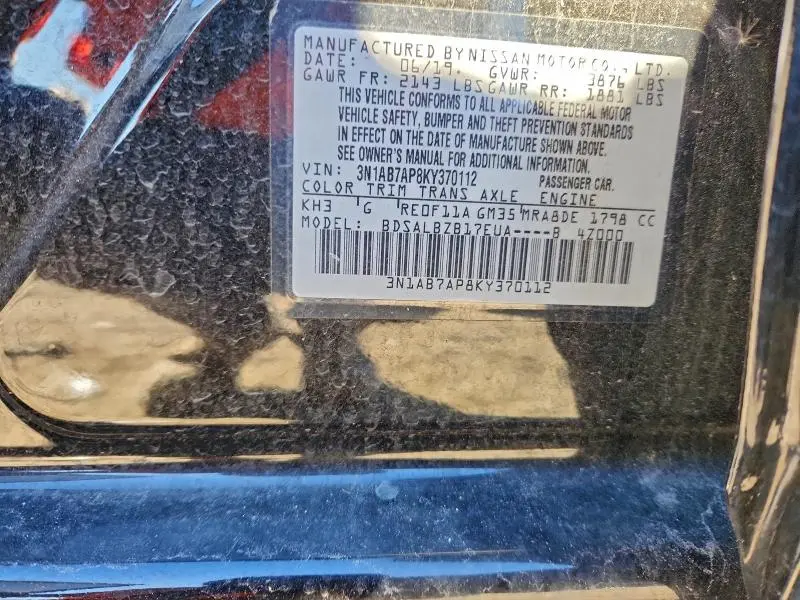 MANUFACTURED BY NISSAN MOTOR CO., LTD.
DATE: 06/19. GVWR: 3876 LBS
GAWR FR: 2143 LBS GAWR RR: 1881 LBS
THIS VEHICLE CONFORMS TO ALL APPLICABLE FEDERAL MOTOR
VEHICLE SAFETY, BUMPER AND THEFT PREVENTION STANDARDS
IN EFFECT ON THE DATE OF MANUFACTURE SHOWN ABOVE.
SEE OWNER'S MANUAL FOR ADDITIONAL INFORMATION.
VIN: 3N1AB7AP8KY370112 PASSENGER CAR.
COLOR TRIM TRANS AXLE ENGINE
KH3 G RE0F11A GM35 MRA8DE 1798 CC
MODEL: BDSALBZB17EUA----B 4Z000
3N1AB7AP8KY370112